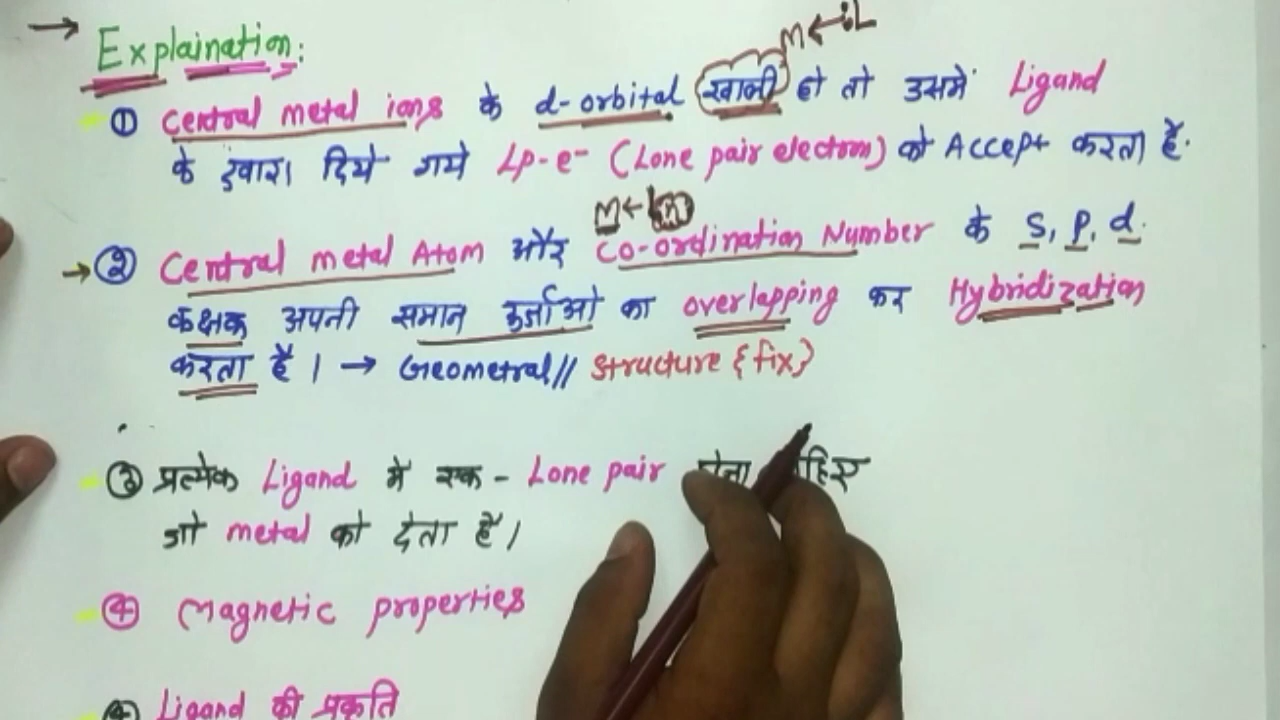 → Explaination:
M ← :L
① Central metal ions के d-orbital खाली हो तो उसमें Ligand
के द्वारा दिये गये Lp-e⁻ (Lone pair electron) को Accept करता है.
M ←
→ ② Central metal Atom और Co-ordination Number के S, P, d.
कक्षक अपनी समान ऊर्जाओ का overlapping कर Hybridization
करता है । → Geometral// Structure {fix}
③ प्रत्येक Ligand मे एक - Lone pair
जो metal को देता है ।
④ Magnetic properties
Ligand की प्रकृति